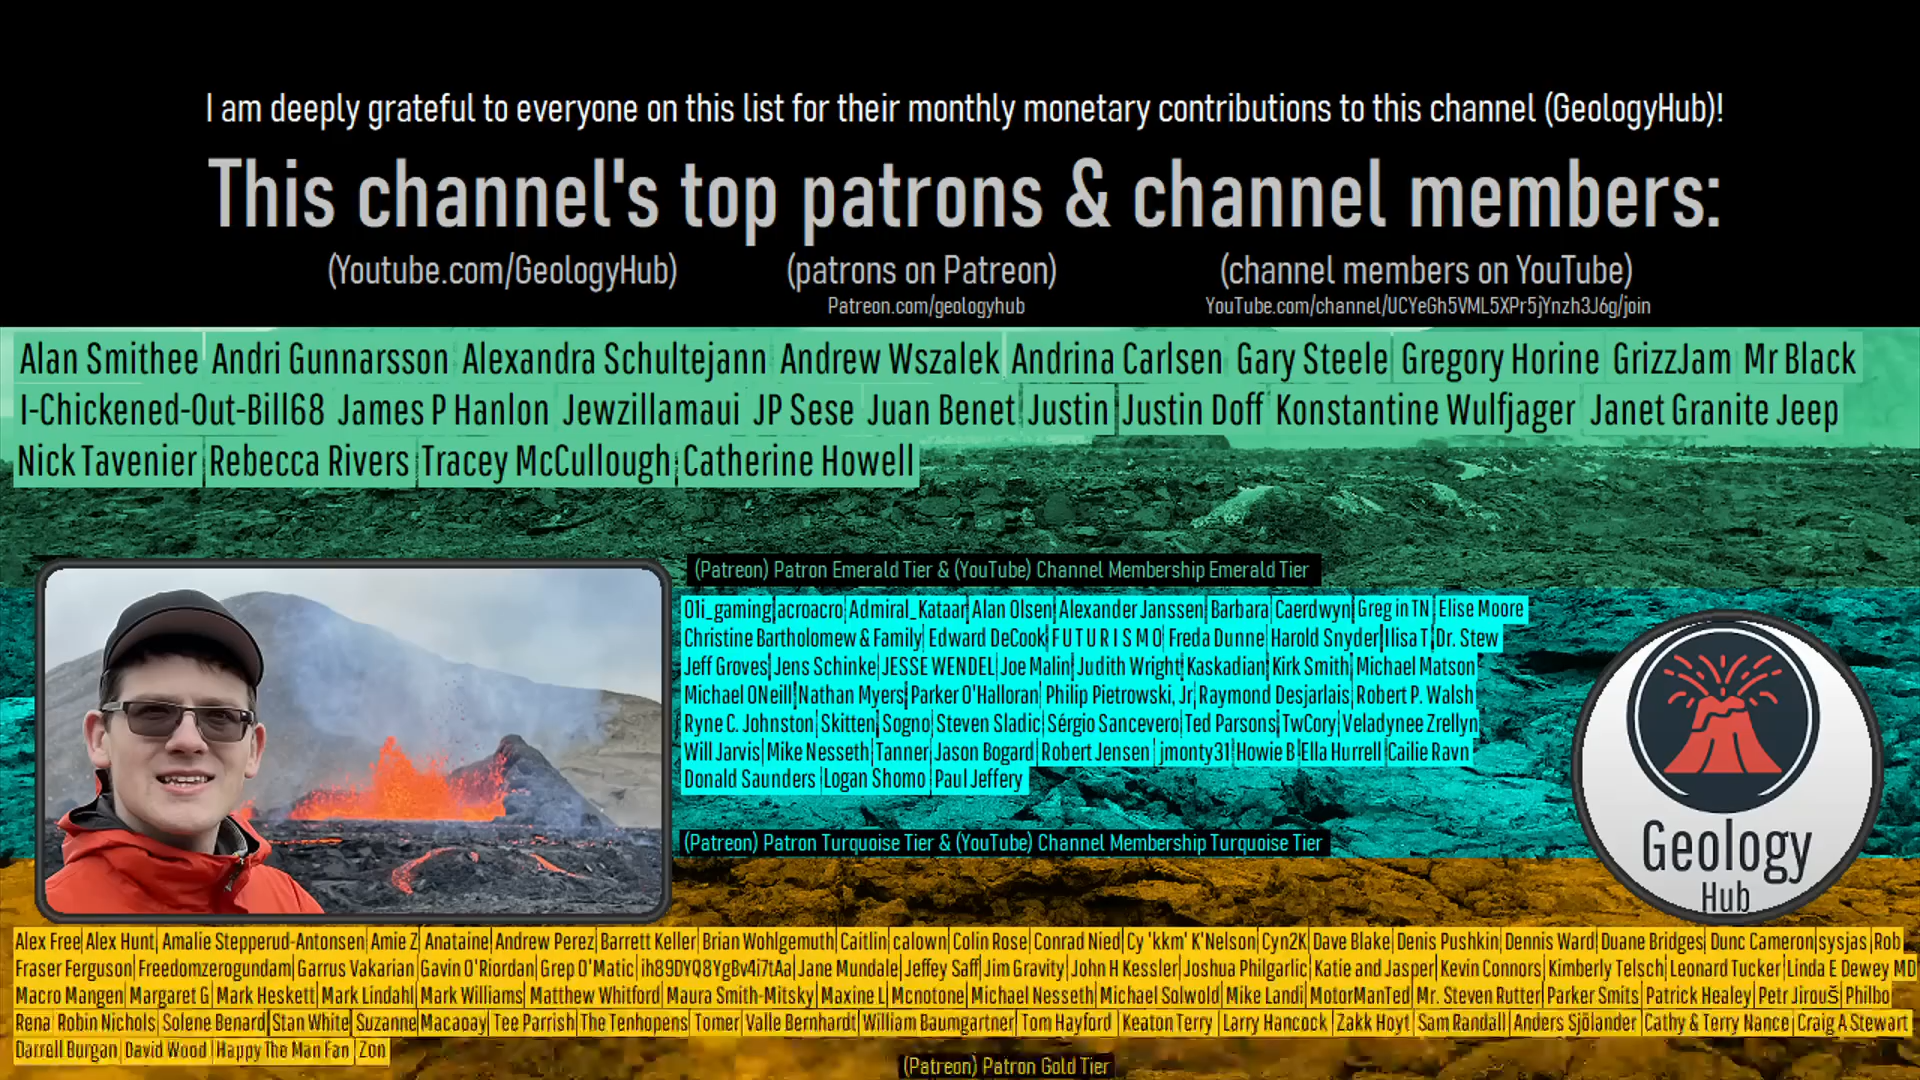 I am deeply grateful to everyone on this list for their monthly monetary contributions to this channel (GeologyHub)!
This channel's top patrons & channel members:
(Youtube.com/GeologyHub) (patrons on Patreon) (channel members on YouTube)
Patreon.com/geologyhub YouTube.com/channel/UCYeGh5VML5XPr5jYnzh3J6g/join
Alan Smithee Andri Gunnarsson Alexandra Schultejann Andrew Wszalek Andrina Carlsen Gary Steele Gregory Horine GrizzJam Mr Black
I-Chickened-Out-Bill68 James P Hanlon Jewzillamaui JP Sese Juan Benet Justin Justin Doff Konstantine Wulfjager Janet Granite Jeep
Nick Tavenier Rebecca Rivers Tracey McCullough Catherine Howell
(Patreon) Patron Emerald Tier & (YouTube) Channel Membership Emerald Tier
01i_gaming acroacro Admiral_Kataar Alan Olsen Alexander Janssen Barbara Caerdwyn Greg in TN Elise Moore
Christine Bartholomew & Family Edward DeCook F U T U R I S M O Freda Dunne Harold Snyder Ilisa T Dr. Stew
Jeff Groves Jens Schinke JESSE WENDEL Joe Malin Judith Wright Kaskadian Kirk Smith Michael Matson
Michael ONeill Nathan Myers Parker O'Halloran Philip Pietrowski, Jr Raymond Desjarlais Robert P. Walsh
Ryne C. Johnston Skitten Sogno Steven Sladic Sérgio Sancevero Ted Parsons TwCory Veladynee Zrellyn
Will Jarvis Mike Nesseth Tanner Jason Bogard Robert Jensen jmonty31 Howie B Ella Hurrell Cailie Ravn
Donald Saunders Logan Shomo Paul Jeffery
(Patreon) Patron Turquoise Tier & (YouTube) Channel Membership Turquoise Tier
Geology
Hub
Alex Free Alex Hunt Amalie Stepperud-Antonsen Amie Z Anataine Andrew Perez Barrett Keller Brian Wohlgemuth Caitlin calown Colin Rose Conrad Nied Cy 'kkm' K'Nelson Cyn2K Dave Blake Denis Pushkin Dennis Ward Duane Bridges Dunc Cameron sysjas Rob
Fraser Ferguson Freedomzerogundam Garrus Vakarian Gavin O'Riordan Grep O'Matic ih89DYQ8YgBv4i7tAa Jane Mundale Jeffey Saff Jim Gravity John H Kessler Joshua Philgarlic Katie and Jasper Kevin Connors Kimberly Telsch Leonard Tucker Linda E Dewey MD
Macro Mangen Margaret G Mark Heskett Mark Lindahl Mark Williams Matthew Whitford Maura Smith-Mitsky Maxine L Mcnotone Michael Nesseth Michael Solwold Mike Landi MotorManTed Mr. Steven Rutter Parker Smits Patrick Healey Petr Jirouš Philbo
Rena Robin Nichols Solene Benard Stan White Suzanne Macaoay Tee Parrish The Tenhopens Tomer Valle Bernhardt William Baumgartner Tom Hayford Keaton Terry Larry Hancock Zakk Hoyt Sam Randall Anders Sjölander Cathy & Terry Nance Craig A Stewart
Darrell Burgan David Wood Happy The Man Fan Zon
(Patreon) Patron Gold Tier